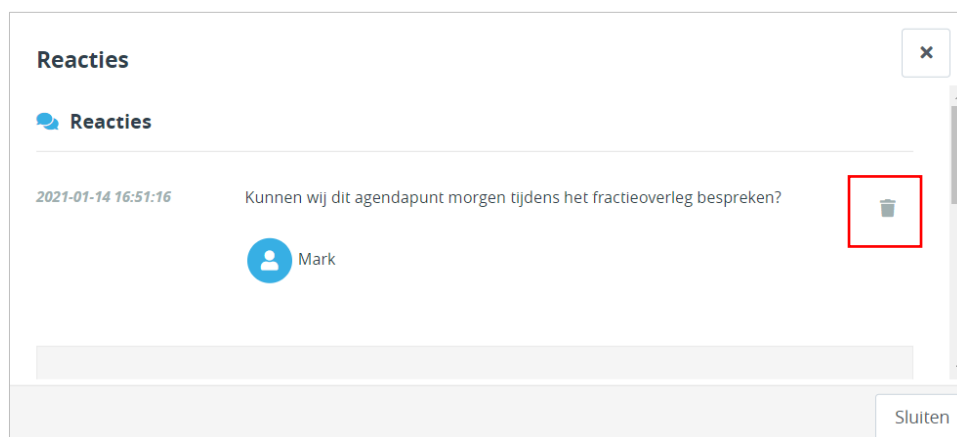 Reacties
Reacties
2021-01-14 16:51:16
Kunnen wij dit agendapunt morgen tijdens het fractieoverleg bespreken?
Mark
Sluiten